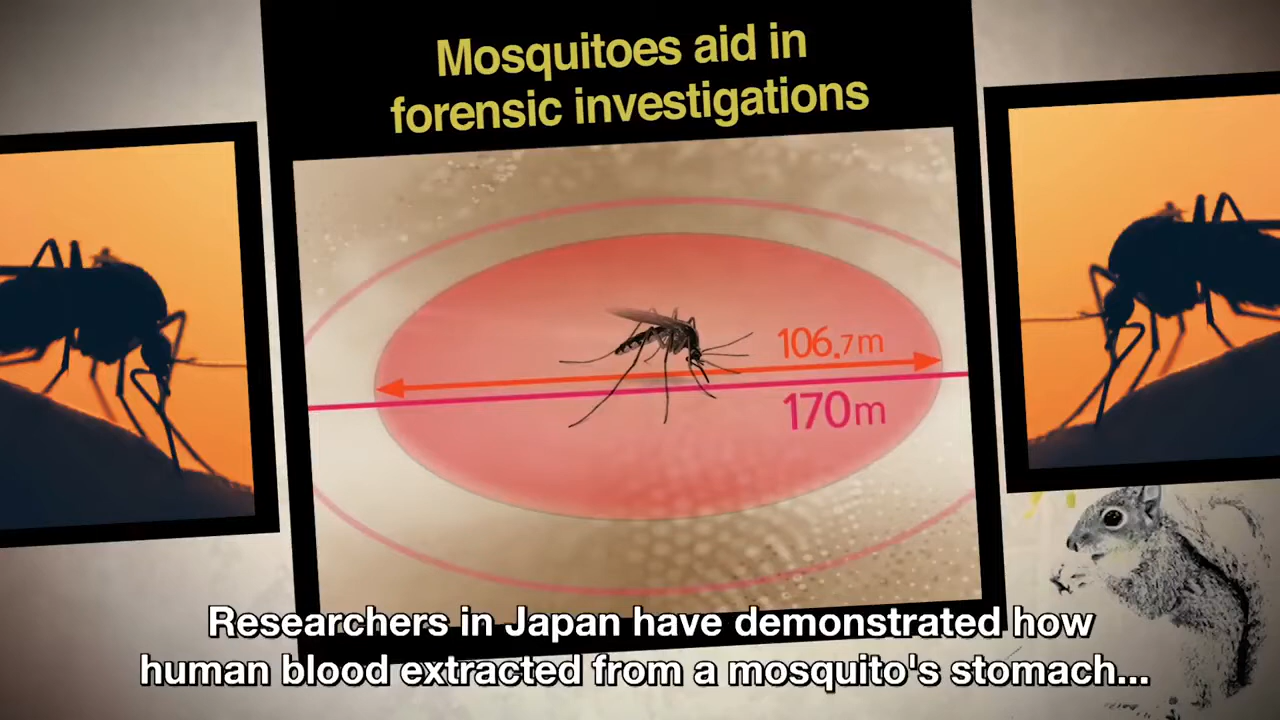 Mosquitoes aid in
forensic investigations
106.7m
170m
Researchers in Japan have demonstrated how
human blood extracted from a mosquito's stomach...